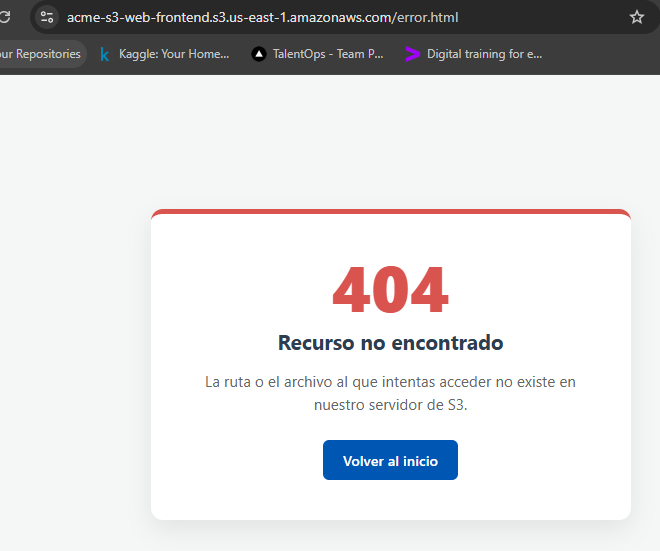 acme-s3-web-frontend.s3.us-east-1.amazonaws.com/error.html
our Repositories Kaggle: Your Home... TalentOps - Team P... Digital training for e...
404
Recurso no encontrado
La ruta o el archivo al que intentas acceder no existe en
nuestro servidor de S3.
Volver al inicio